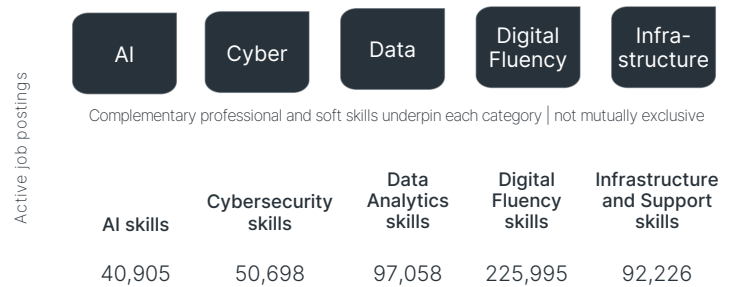 AI
Cyber
Data
Digital
Fluency
Infra-
structure
Complementary professional and soft skills underpin each category | not mutually exclusive
Active job postings
AI skills
Cybersecurity
skills
Data
Analytics
skills
Digital
Fluency
skills
Infrastructure
and Support
skills
40,905
50,698
97,058
225,995
92,226